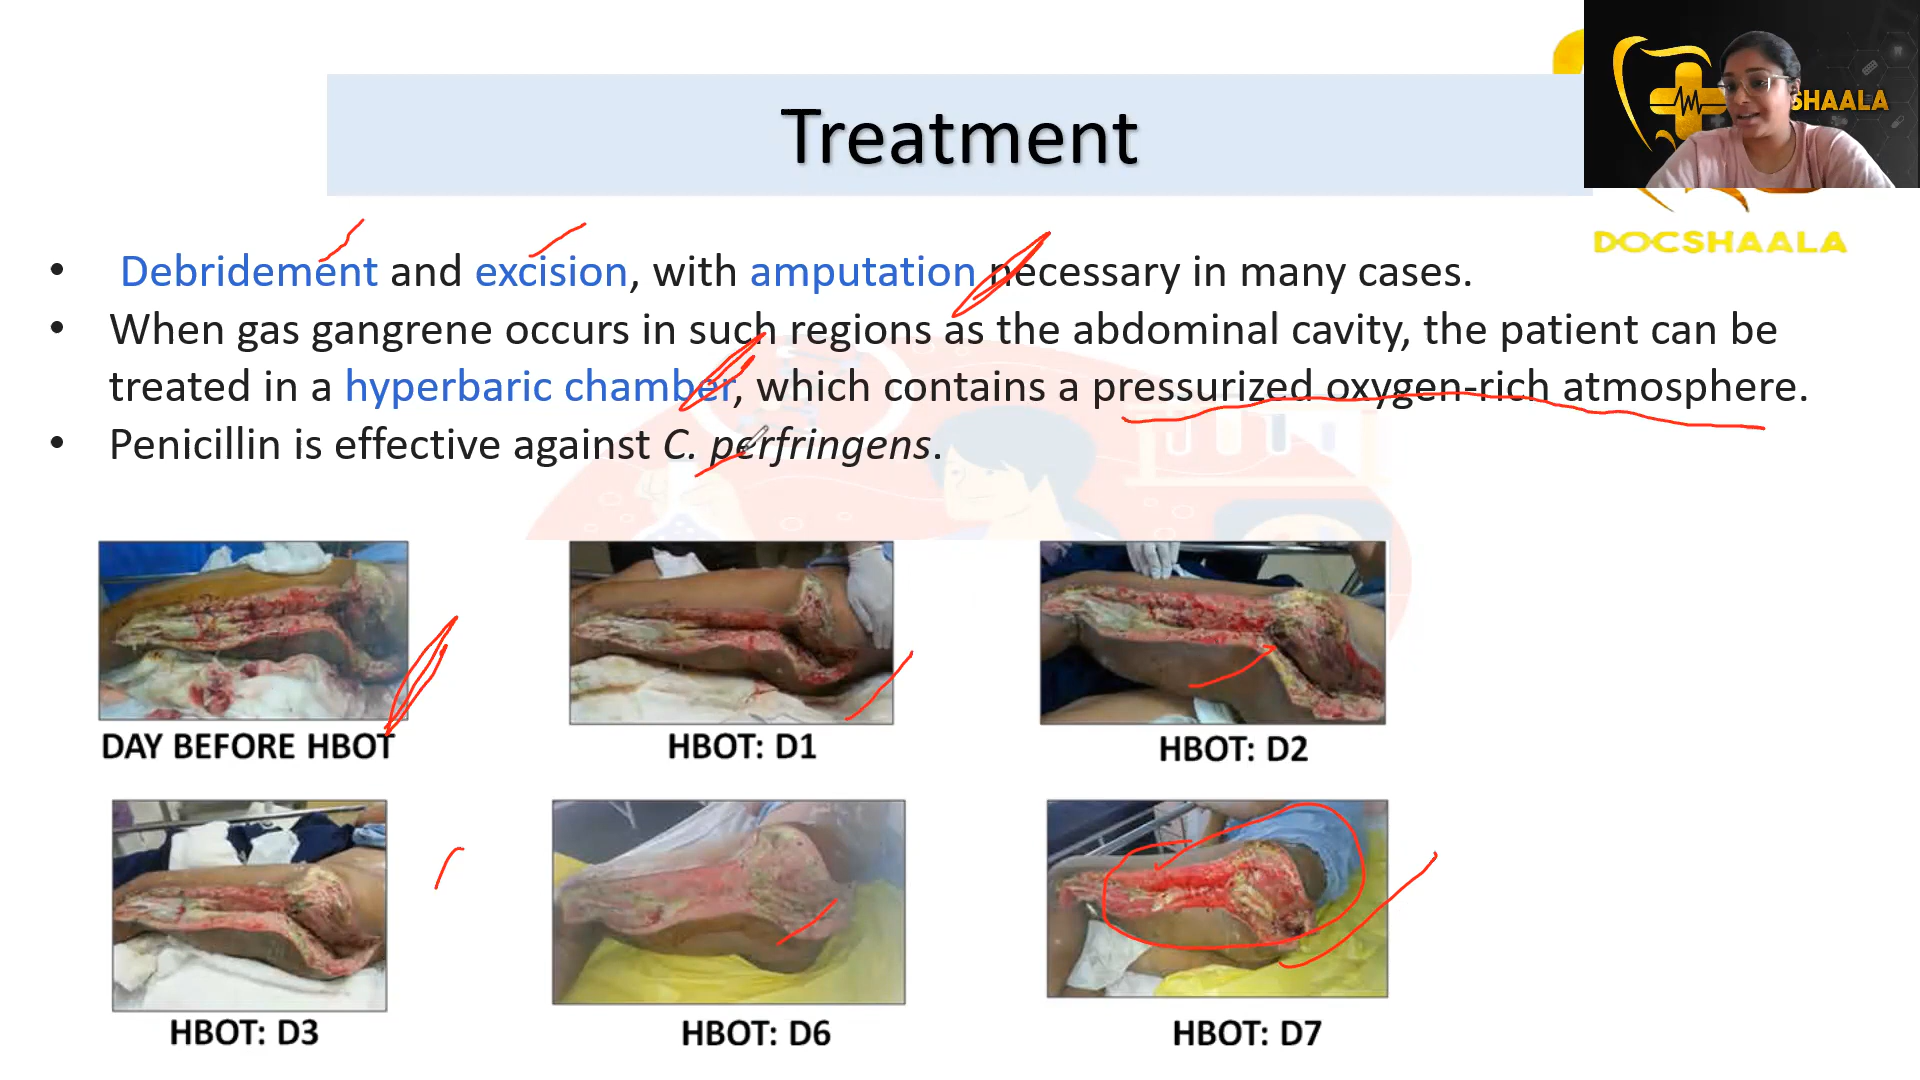 SHAALA
Treatment
DOCSHAALA
• Debridement and excision, with amputation necessary in many cases.
• When gas gangrene occurs in such regions as the abdominal cavity, the patient can be
treated in a hyperbaric chamber, which contains a pressurized oxygen-rich atmosphere.
• Penicillin is effective against C. perfringens.
DAY BEFORE HBOT
HBOT: D1
HBOT: D2
HBOT: D3
HBOT: D6
HBOT: D7